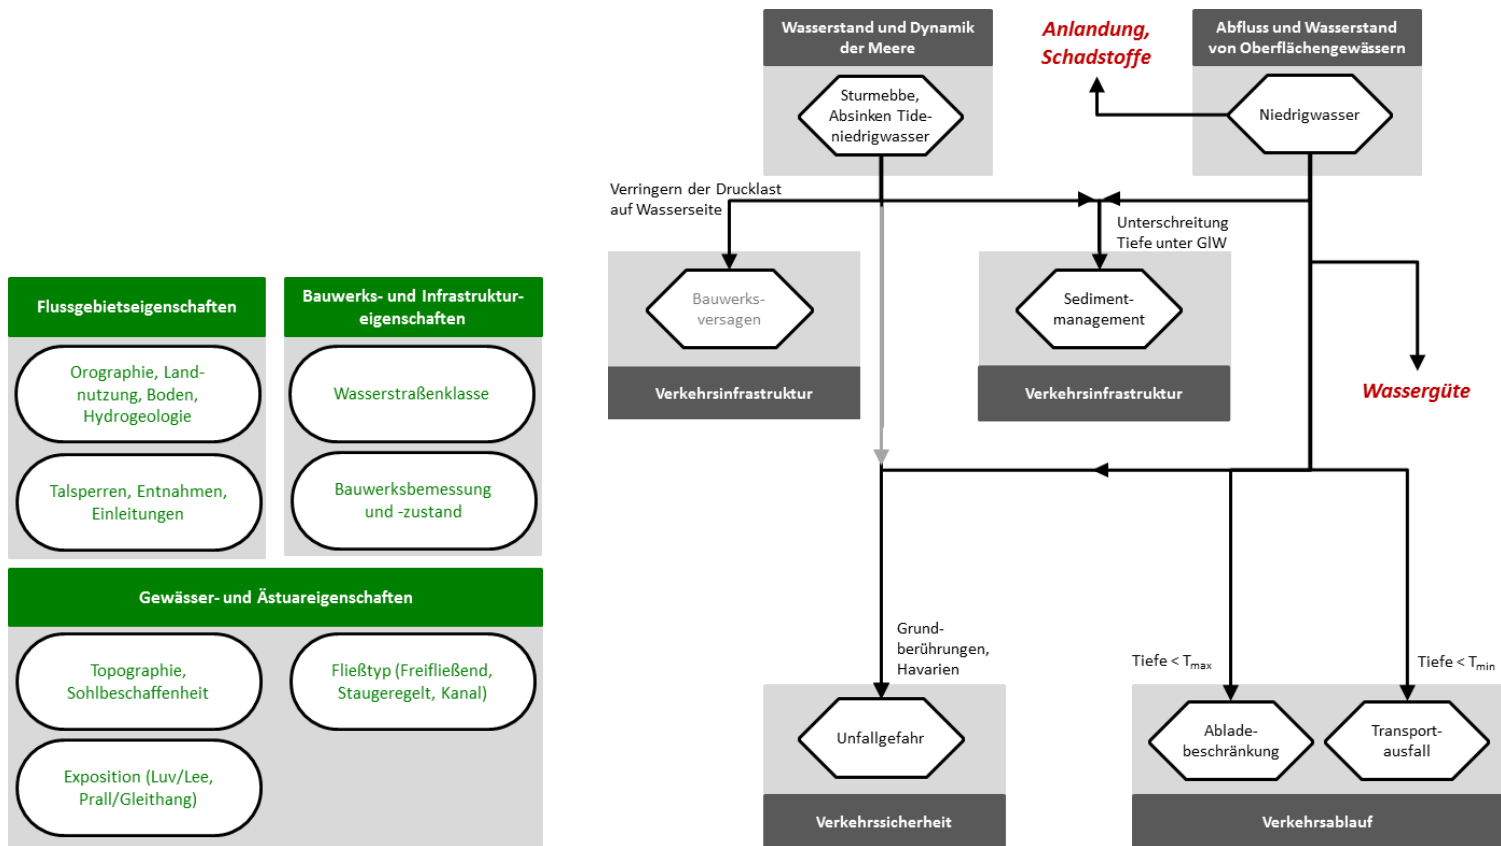 Wasserstand und Dynamik
der Meere
Anlandung,
Schadstoffe
Abfluss und Wasserstand
von Oberflächengewässern
Sturmebbe,
Absinken Tide-
niedrigwasser
Niedrigwasser
Verringern der Drucklast
auf Wasserseite
Unterschreitung
Tiefe unter GlW
Bauwerks-
versagen
Sediment-
management
Verkehrsinfrastruktur
Verkehrsinfrastruktur
Wassergüte
Flussgebietseigenschaften
Orographie, Land-
nutzung, Boden,
Hydrogeologie
Talsperren, Entnahmen,
Einleitungen
Bauwerks- und Infrastruktur-
eigenschaften
Wasserstraßenklasse
Bauwerksbemessung
und -zustand
Gewässer- und Ästuareigenschaften
Topographie,
Sohlbeschaffenheit
Fließtyp (Freifließend,
Staugeregelt, Kanal)
Exposition (Luv/Lee,
Prall/Gleithang)
Grund-
berührungen,
Havarien
Tiefe < Tmax
Tiefe < Tmin
Unfallgefahr
Ablade-
beschränkung
Transport-
ausfall
Verkehrssicherheit
Verkehrsablauf